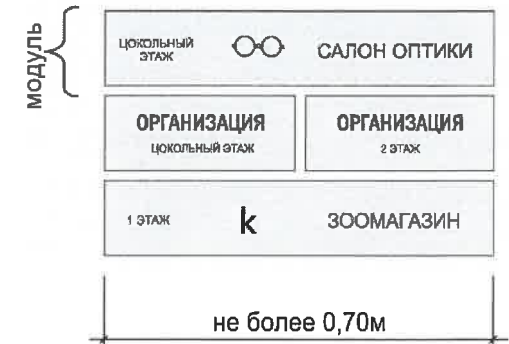 модуль
ЦОКОЛЬНЫЙ
ЭТАЖ
САЛОН ОПТИКИ
ОРГАНИЗАЦИЯ
ЦОКОЛЬНЫЙ ЭТАЖ
ОРГАНИЗАЦИЯ
2 ЭТАЖ
1 ЭТАЖ
k
ЗООМАГАЗИН
не более 0,70м